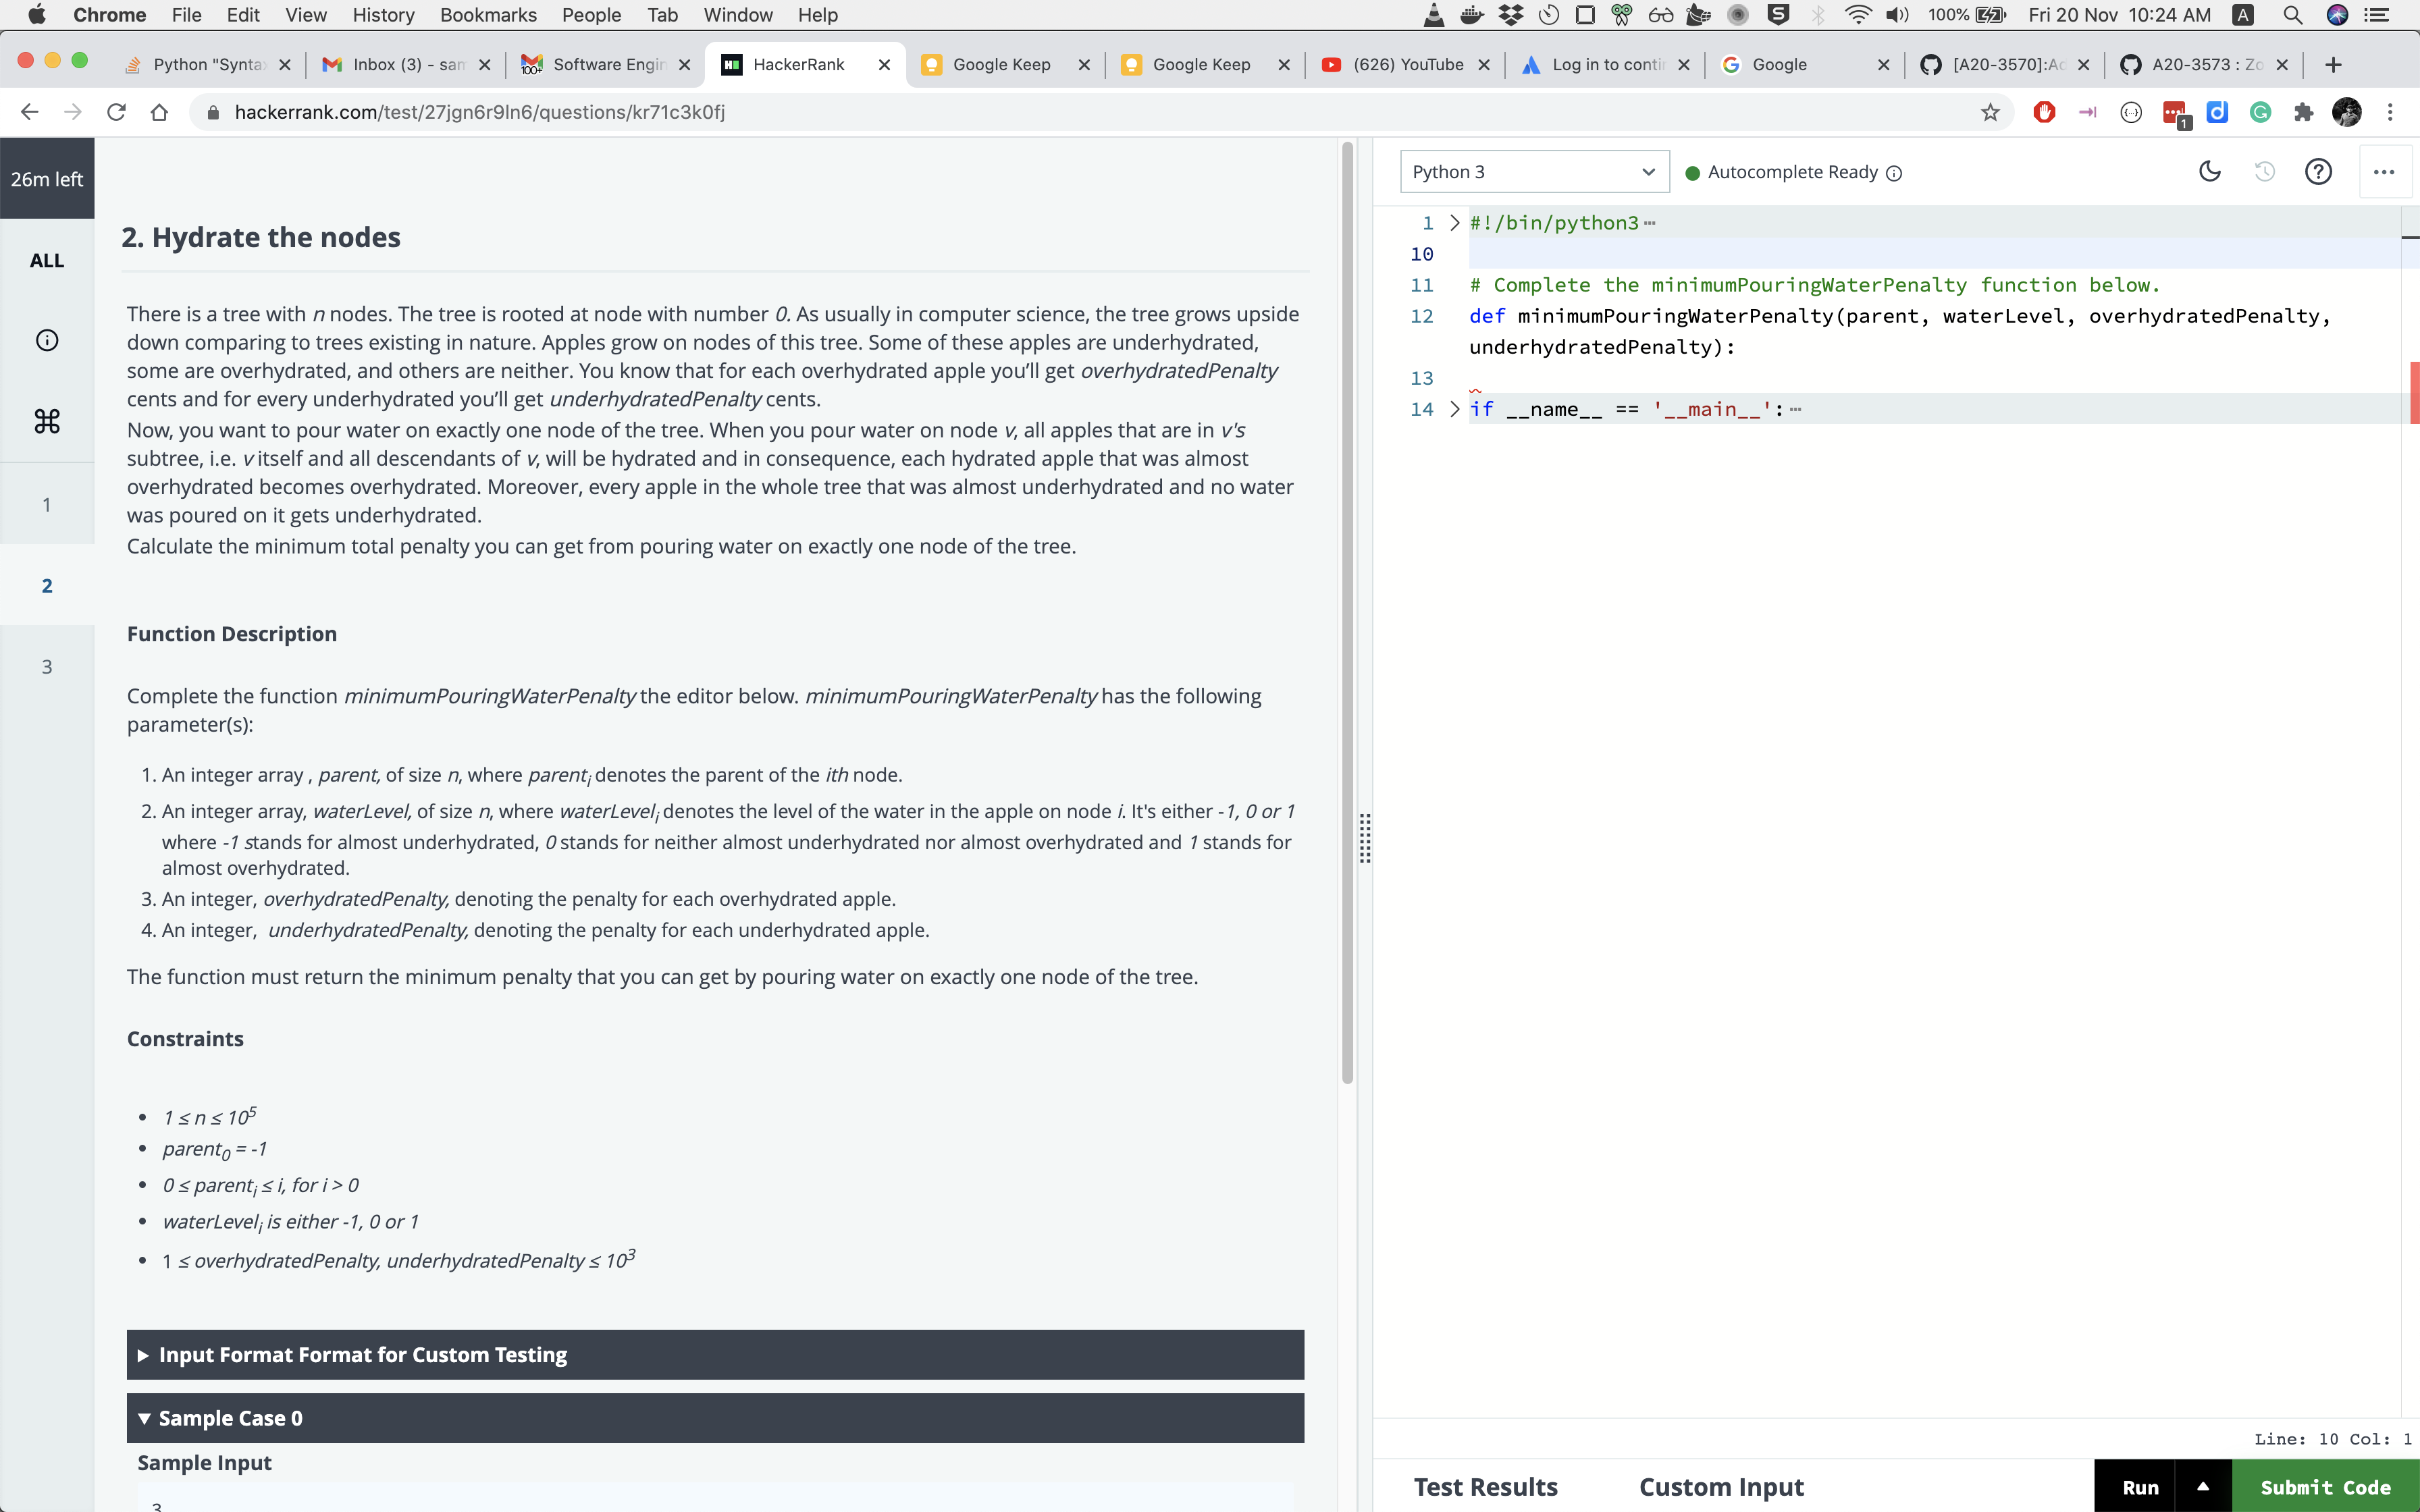 Chrome File Edit View History Bookmarks People Tab Window Help 100% Fri 20 Nov 10:24 AM A
Python "Synta Inbox (3) - sam Software Engin HackerRank Google Keep Google Keep (626) YouTube Log in to conti Google [A20-3570]:Ac A20-3573 : Zo
hackerrank.com/test/27jgn6r9ln6/questions/kr71c3k0fj
26m left
ALL
1
2
3
2. Hydrate the nodes
There is a tree with n nodes. The tree is rooted at node with number 0. As usually in computer science, the tree grows upside
down comparing to trees existing in nature. Apples grow on nodes of this tree. Some of these apples are underhydrated,
some are overhydrated, and others are neither. You know that for each overhydrated apple you’ll get overhydratedPenalty
cents and for every underhydrated you’ll get underhydratedPenalty cents.
Now, you want to pour water on exactly one node of the tree. When you pour water on node v, all apples that are in v's
subtree, i.e. v itself and all descendants of v, will be hydrated and in consequence, each hydrated apple that was almost
overhydrated becomes overhydrated. Moreover, every apple in the whole tree that was almost underhydrated and no water
was poured on it gets underhydrated.
Calculate the minimum total penalty you can get from pouring water on exactly one node of the tree.
Function Description
Complete the function minimumPouringWaterPenalty the editor below. minimumPouringWaterPenalty has the following
parameter(s):
1. An integer array , parent, of size n, where parenti denotes the parent of the ith node.
2. An integer array, waterLevel, of size n, where waterLeveli denotes the level of the water in the apple on node i. It's either -1, 0 or 1
where -1 stands for almost underhydrated, 0 stands for neither almost underhydrated nor almost overhydrated and 1 stands for
almost overhydrated.
3. An integer, overhydratedPenalty, denoting the penalty for each overhydrated apple.
4. An integer, underhydratedPenalty, denoting the penalty for each underhydrated apple.
The function must return the minimum penalty that you can get by pouring water on exactly one node of the tree.
Constraints
• 1 ≤ n ≤ 10^5
• parent0 = -1
• 0 ≤ parenti ≤ i, for i > 0
• waterLeveli is either -1, 0 or 1
• 1 ≤ overhydratedPenalty, underhydratedPenalty ≤ 10^3
Input Format Format for Custom Testing
Sample Case 0
Sample Input
3
Python 3 Autocomplete Ready
1 #!/bin/python3
10
11 # Complete the minimumPouringWaterPenalty function below.
12 def minimumPouringWaterPenalty(parent, waterLevel, overhydratedPenalty,
underhydratedPenalty):
13
14 if __name__ == '__main__':
Line: 10 Col: 1
Test Results Custom Input Run Submit Code